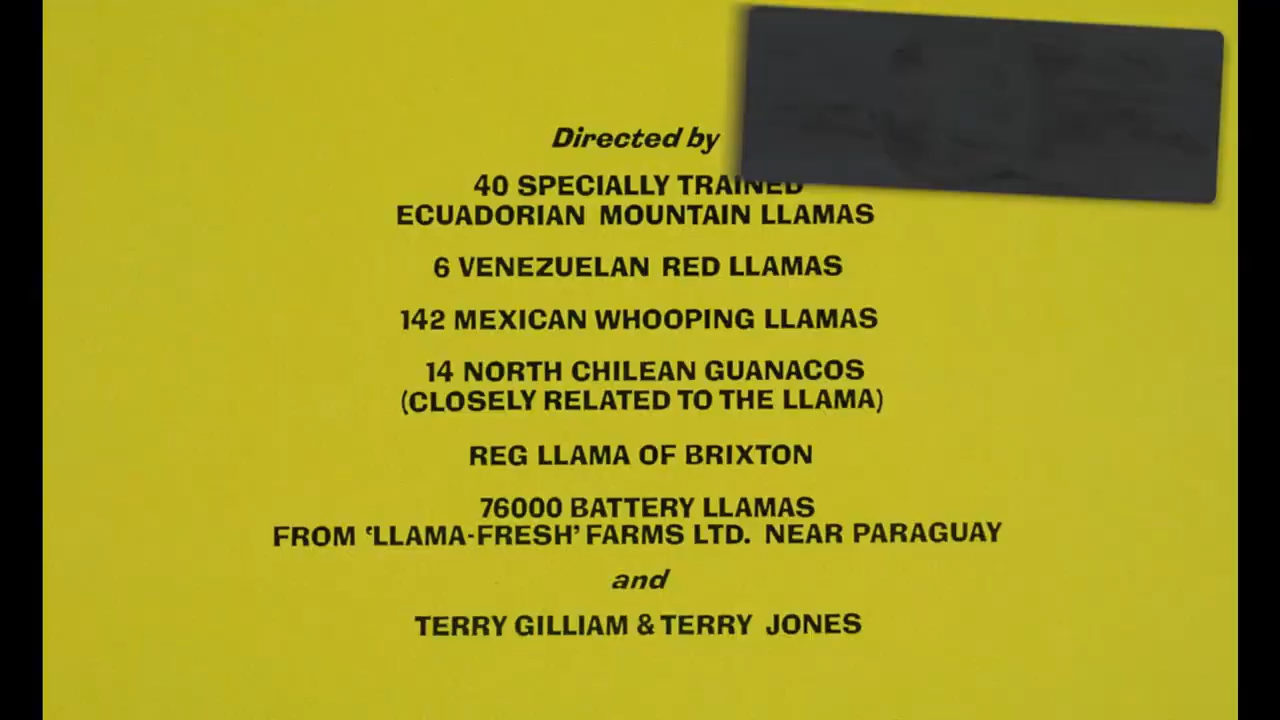 Directed by
40 SPECIALLY TRAINED
ECUADORIAN MOUNTAIN LLAMAS
6 VENEZUELAN RED LLAMAS
142 MEXICAN WHOOPING LLAMAS
14 NORTH CHILEAN GUANACOS
(CLOSELY RELATED TO THE LLAMA)
REG LLAMA OF BRIXTON
76000 BATTERY LLAMAS
FROM ‘LLAMA-FRESH’ FARMS LTD. NEAR PARAGUAY
and
TERRY GILLIAM & TERRY JONES